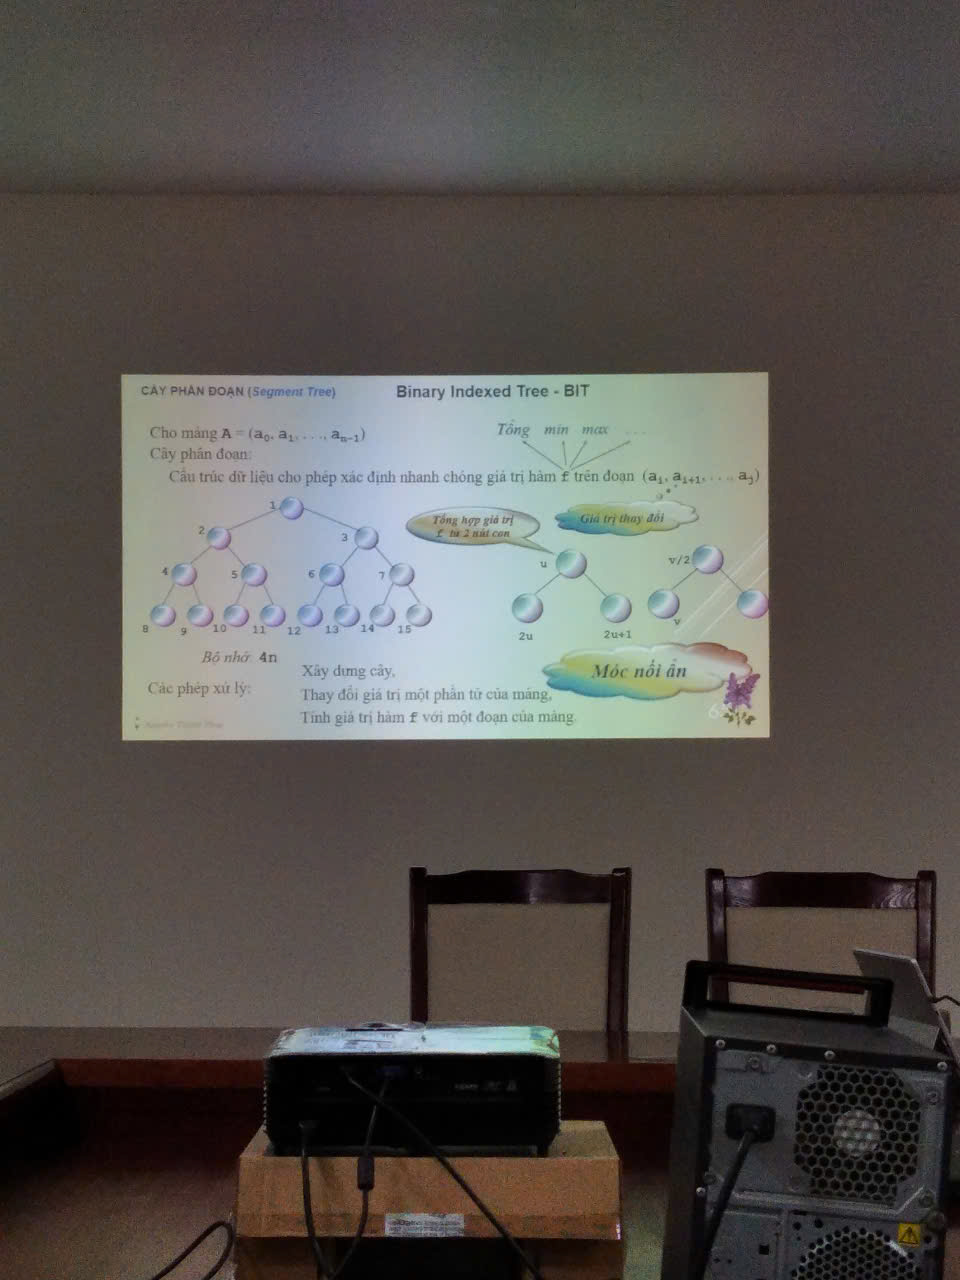 CÂY PHÂN ĐOẠN (Segment Tree)
Binary Indexed Tree - BIT
Cho mảng A = (a0, a1, . . ., an-1)
Tổng min max . . .
Cây phân đoạn:
Cấu trúc dữ liệu cho phép xác định nhanh chóng giá trị hàm f trên đoạn (ai, ai+1, . . ., aj)
Tổng hợp giá trị
f từ 2 nút con
Giá trị thay đổi
1
2
3
4
5
6
7
8
9
10
11
12
13
14
15
u
2u
2u+1
v/2
v
Bộ nhớ 4n
Móc nối ẩn
Các phép xử lý:
Xây dựng cây,
Thay đổi giá trị một phần tử của mảng,
Tính giá trị hàm f với một đoạn của mảng.